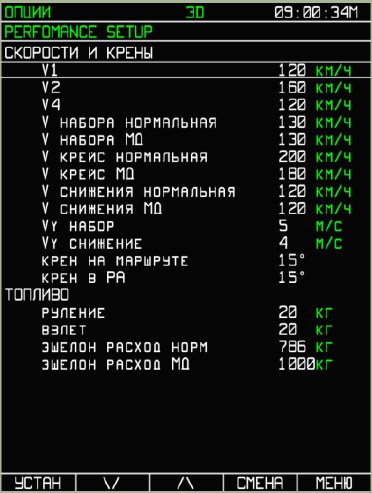 ОПЦИИ 3D 09:00:34М
PERFOMANCE SETUP
СКОРОСТИ И КРЕНЫ
V1 120 КМ/Ч
V2 160 КМ/Ч
V4 120 КМ/Ч
V НАБОРА НОРМАЛЬНАЯ 130 КМ/Ч
V НАБОРА МД 130 КМ/Ч
V КРЕЙС НОРМАЛЬНАЯ 200 КМ/Ч
V КРЕЙС МД 180 КМ/Ч
V СНИЖЕНИЯ НОРМАЛЬНАЯ 120 КМ/Ч
V СНИЖЕНИЯ МД 120 КМ/Ч
VY НАБОР 5 М/С
VY СНИЖЕНИЕ 4 М/С
КРЕН НА МАРШРУТЕ 15°
КРЕН В РА 15°
ТОПЛИВО
РУЛЕНИЕ 20 КГ
ВЗЛЕТ 20 КГ
ЭШЕЛОН РАСХОД НОРМ 786 КГ
ЭШЕЛОН РАСХОД МД 1000КГ
УСТАН \/ /\ СМЕНА МЕНЮ